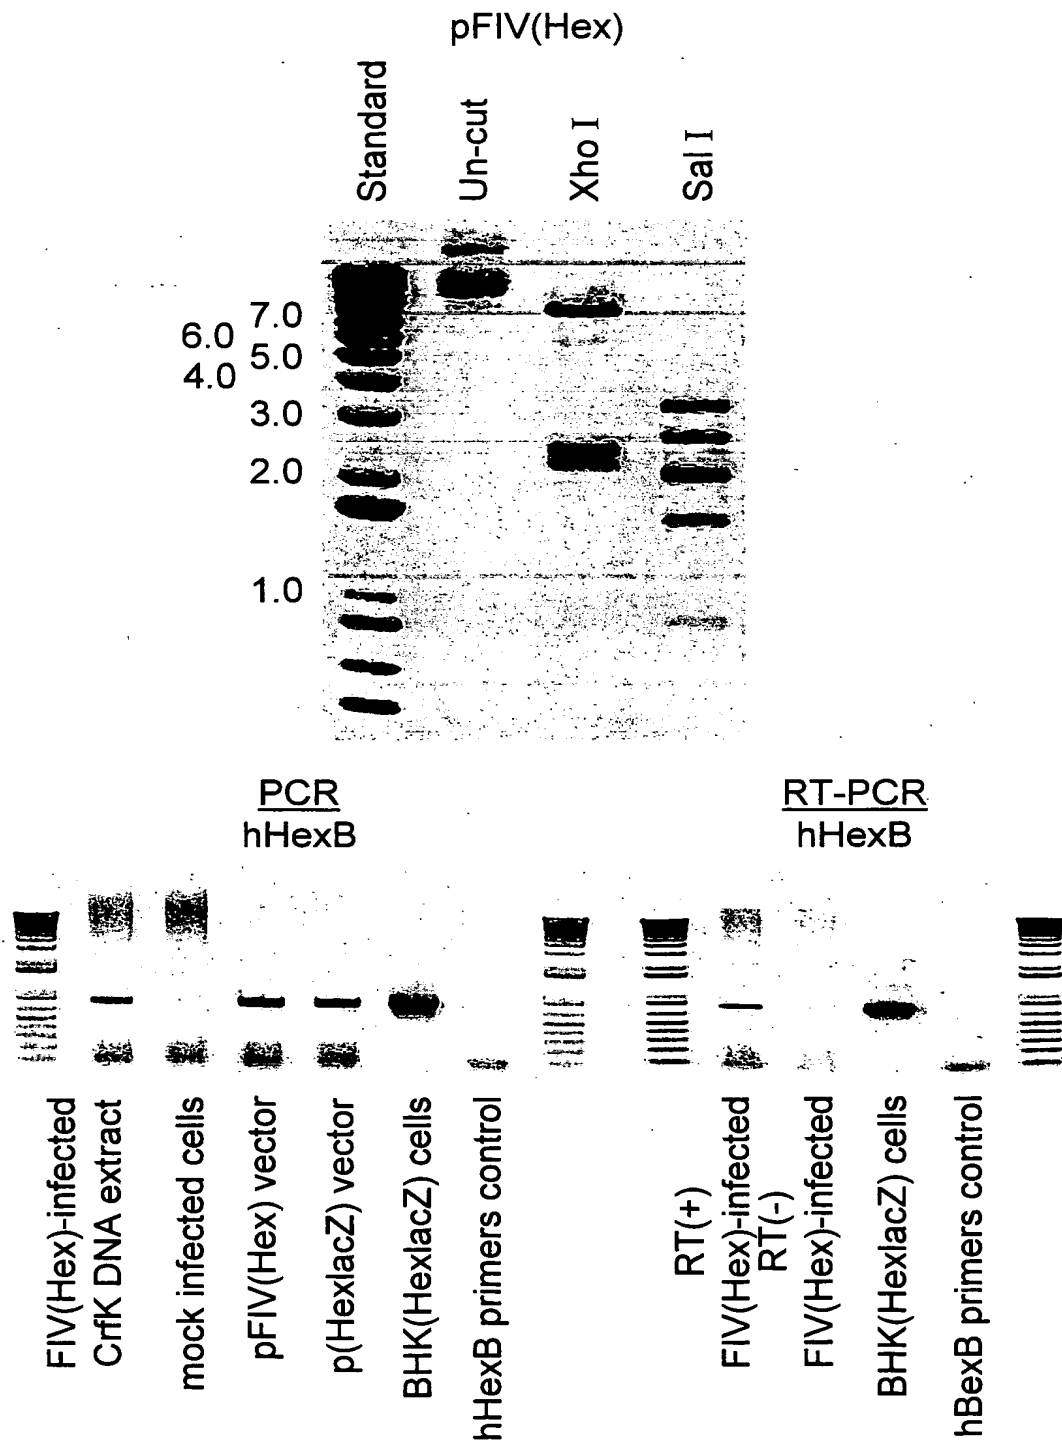 pFIV(Hex)
Standard
Un-cut
Xho I
Sal I
7.0
6.0
5.0
4.0
3.0
2.0
1.0
PCR
hHexB
RT-PCR
hHexB
FIV(Hex)-infected
CrfK DNA extract
mock infected cells
pFIV(Hex) vector
p(HexlacZ) vector
BHK(HexlacZ) cells
hHexB primers control
RT(+)
FIV(Hex)-infected
RT(-)
FIV(Hex)-infected
BHK(HexlacZ) cells
hBexB primers control